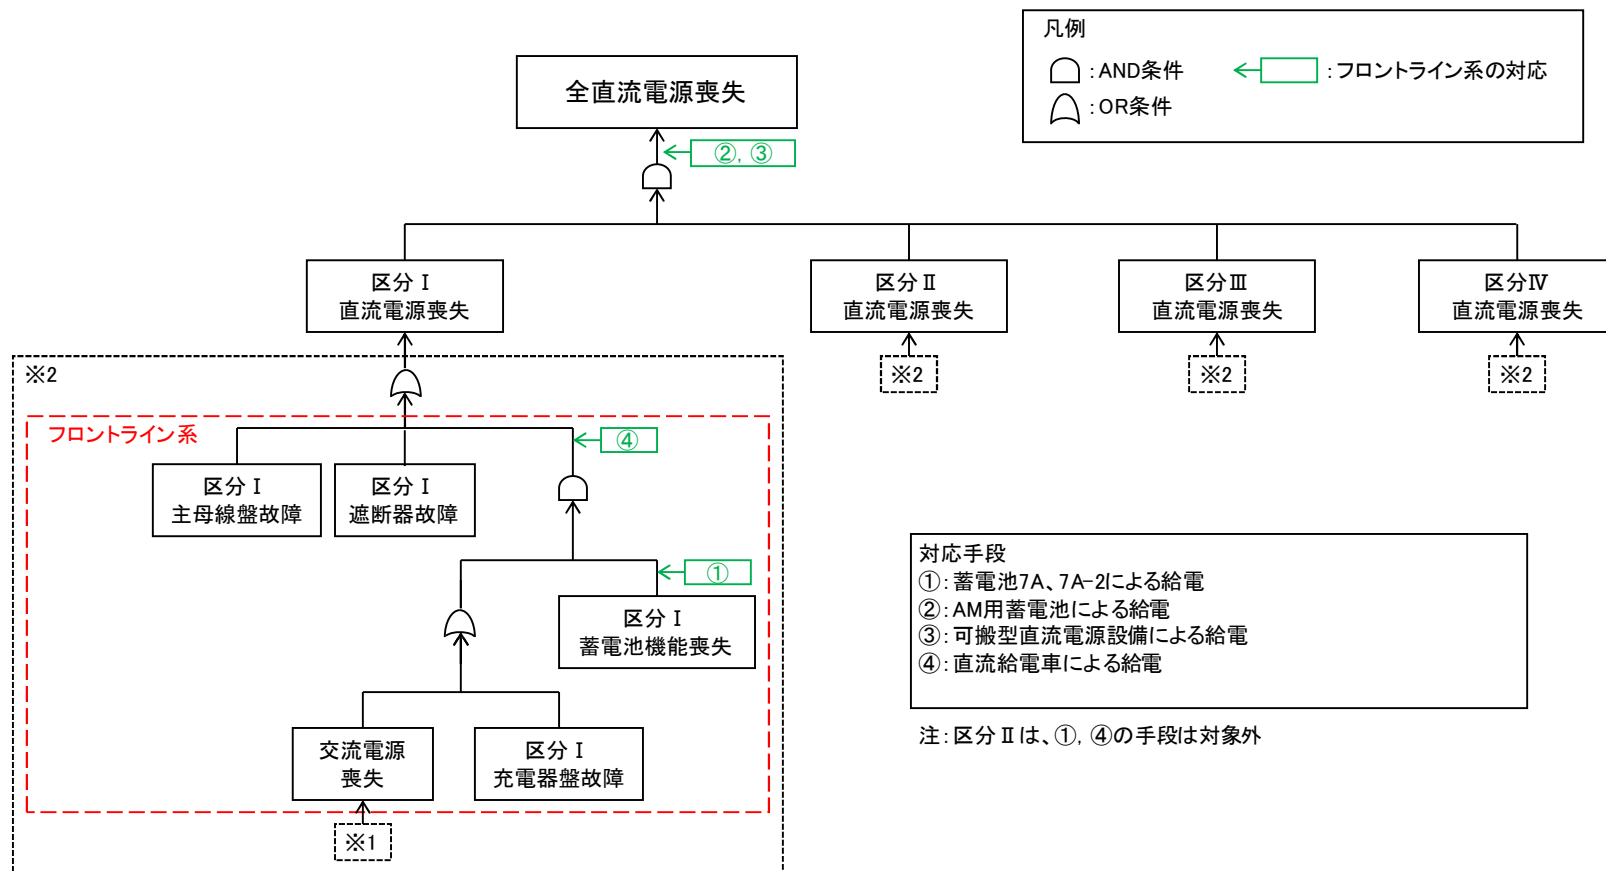 凡例
:AND条件
:フロントライン系の対応
:OR条件
全直流電源喪失
②, ③
区分Ⅰ
直流電源喪失
区分Ⅱ
直流電源喪失
区分Ⅲ
直流電源喪失
区分Ⅳ
直流電源喪失
※2
※2
※2
※2
フロントライン系
④
区分Ⅰ
主母線盤故障
区分Ⅰ
遮断器故障
①
区分Ⅰ
蓄電池機能喪失
交流電源
喪失
区分Ⅰ
充電器盤故障
※1
対応手段
①:蓄電池7A、7A-2による給電
②:AM用蓄電池による給電
③:可搬型直流電源設備による給電
④:直流給電車による給電
注:区分Ⅱは、①, ④の手段は対象外